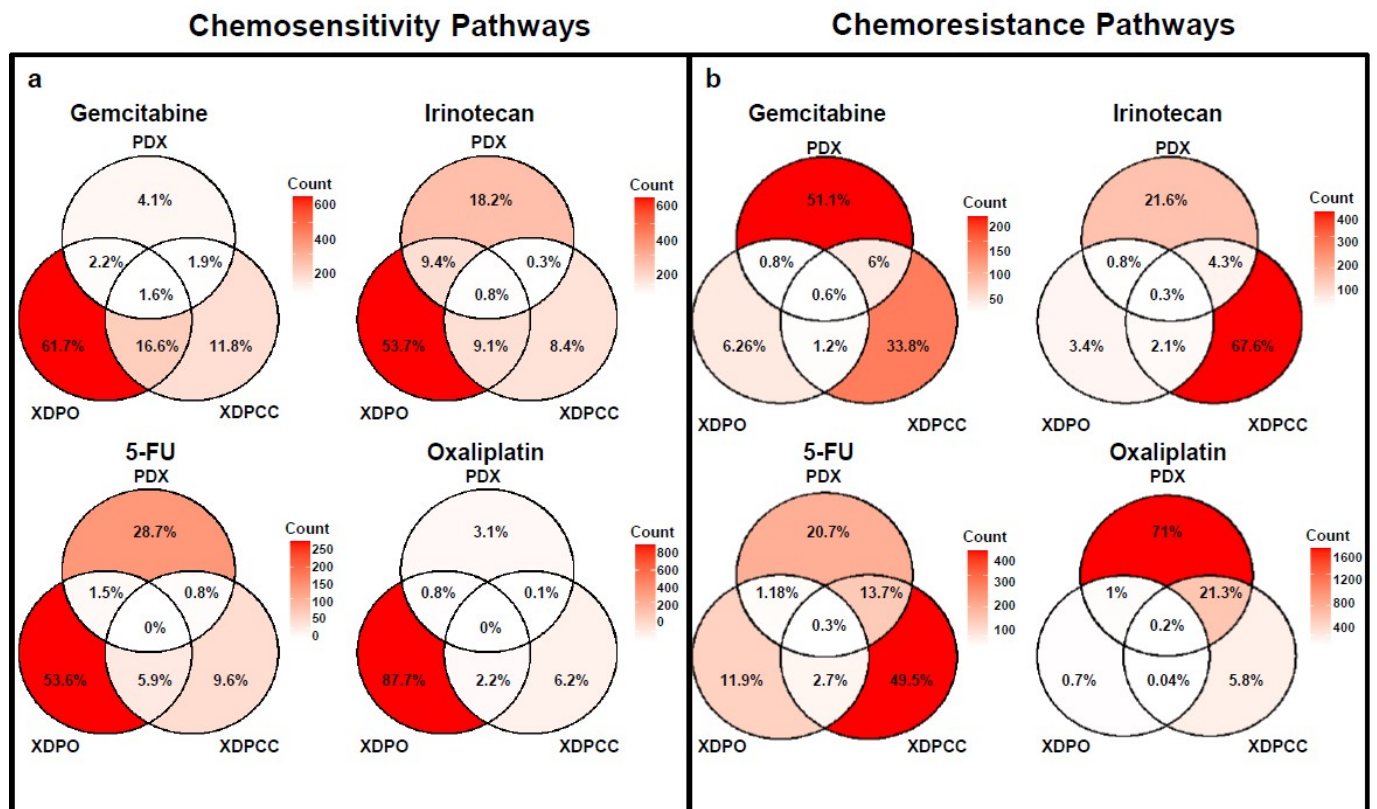 Chemosensitivity Pathways
Chemoresistance Pathways
a
Gemcitabine
PDX
4.1%
2.2%
1.9%
1.6%
61.7%
16.6%
11.8%
XDPO
XDPCC
Count
600
400
200
Irinotecan
PDX
18.2%
9.4%
0.3%
0.8%
53.7%
9.1%
8.4%
XDPO
XDPCC
Count
600
400
200
5-FU
PDX
28.7%
1.5%
0.8%
0%
53.6%
5.9%
9.6%
XDPO
XDPCC
Count
250
200
150
100
50
0
Oxaliplatin
PDX
3.1%
0.8%
0.1%
0%
87.7%
2.2%
6.2%
XDPO
XDPCC
Count
800
600
400
200
0
b
Gemcitabine
PDX
51.1%
0.8%
6%
0.6%
6.26%
1.2%
33.8%
XDPO
XDPCC
Count
200
150
100
50
Irinotecan
PDX
21.6%
0.8%
4.3%
0.3%
3.4%
2.1%
67.6%
XDPO
XDPCC
Count
400
300
200
100
5-FU
PDX
20.7%
1.18%
13.7%
0.3%
11.9%
2.7%
49.5%
XDPO
XDPCC
Count
400
300
200
100
Oxaliplatin
PDX
71%
1%
21.3%
0.2%
0.7%
0.04%
5.8%
XDPO
XDPCC
Count
1600
1200
800
400